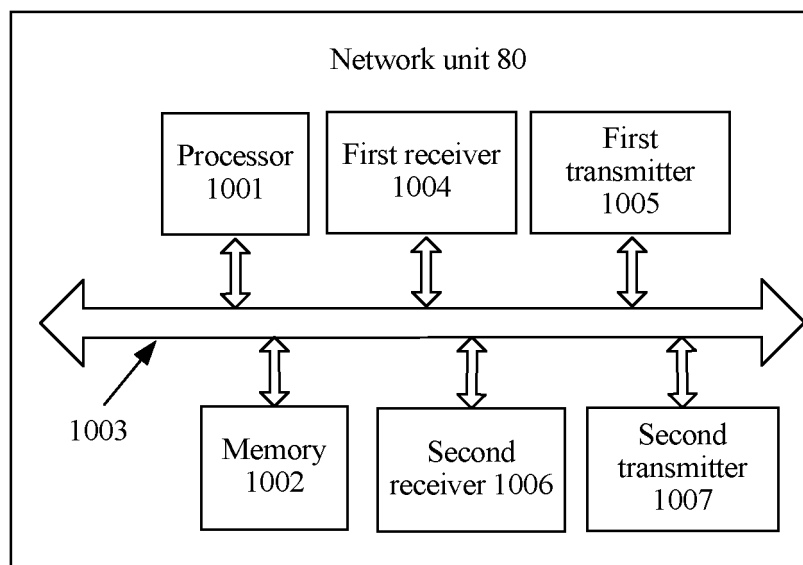 Network unit 80
Processor
1001
First receiver
1004
First
transmitter
1005
1003
Memory
1002
Second
receiver 1006
Second
transmitter
1007